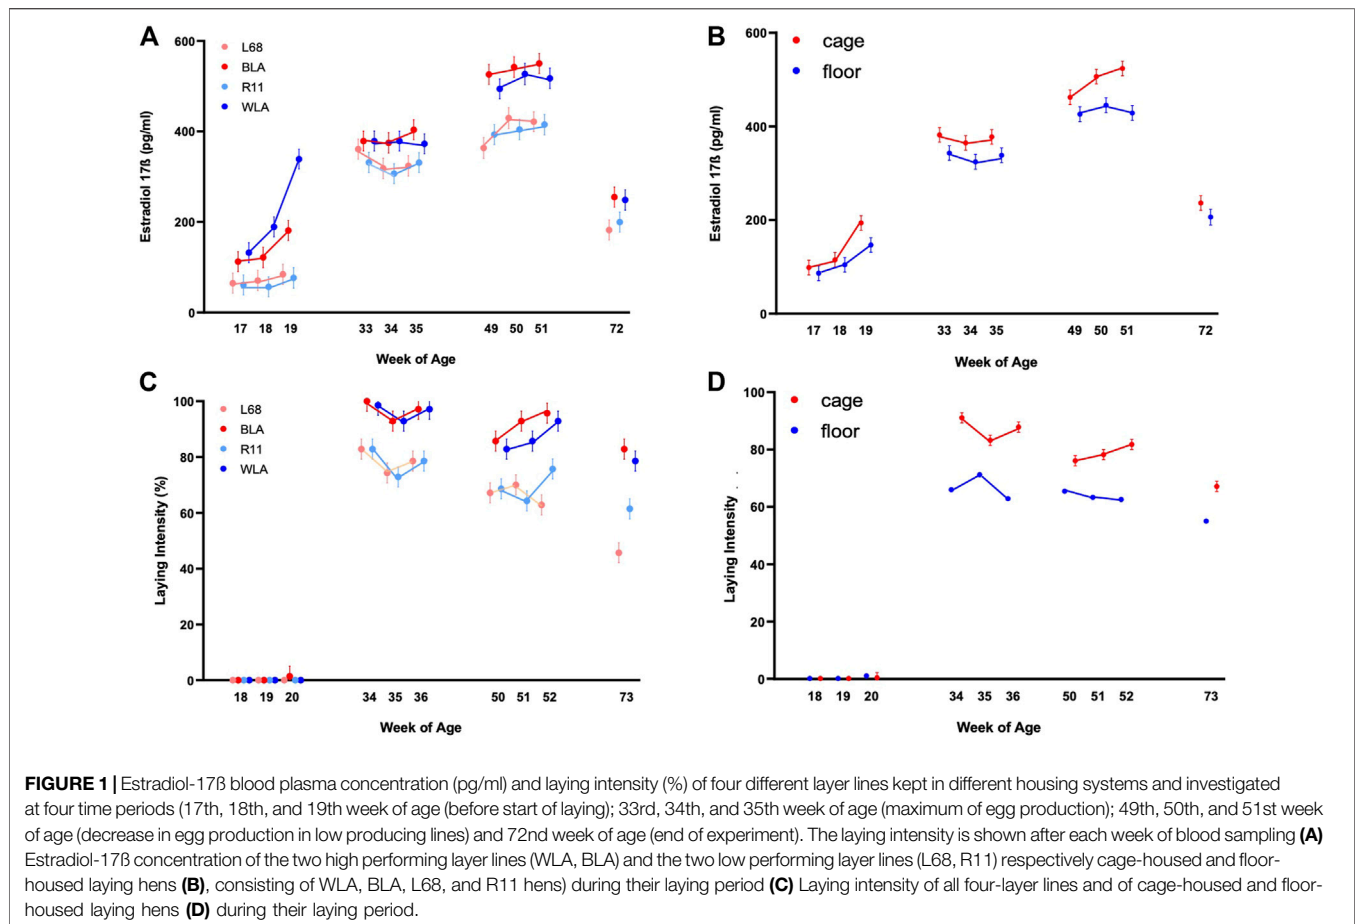 A
600
400
200
0
Estradiol 17ß (pg/ml)
L68
BLA
R11
WLA
17 18 19 33 34 35 49 50 51 72
Week of Age
B
600
400
200
0
Estradiol 17ß (pg/ml)
cage
floor
17 18 19 33 34 35 49 50 51 72
Week of Age
C
100
80
60
40
20
0
Laying Intensity (%)
L68
BLA
R11
WLA
18 19 20 34 35 36 50 51 52 73
Week of Age
D
100
80
60
40
20
0
Laying Intensity
cage
floor
18 19 20 34 35 36 50 51 52 73
Week of Age
FIGURE 1 | Estradiol-17ß blood plasma concentration (pg/ml) and laying intensity (%) of four different layer lines kept in different housing systems and investigated
at four time periods (17th, 18th, and 19th week of age (before start of laying); 33rd, 34th, and 35th week of age (maximum of egg production); 49th, 50th, and 51st week
of age (decrease in egg production in low producing lines) and 72nd week of age (end of experiment). The laying intensity is shown after each week of blood sampling (A)
Estradiol-17ß concentration of the two high performing layer lines (WLA, BLA) and the two low performing layer lines (L68, R11) respectively cage-housed and floor-
housed laying hens (B), consisting of WLA, BLA, L68, and R11 hens) during their laying period (C) Laying intensity of all four-layer lines and of cage-housed and floor-
housed laying hens (D) during their laying period.